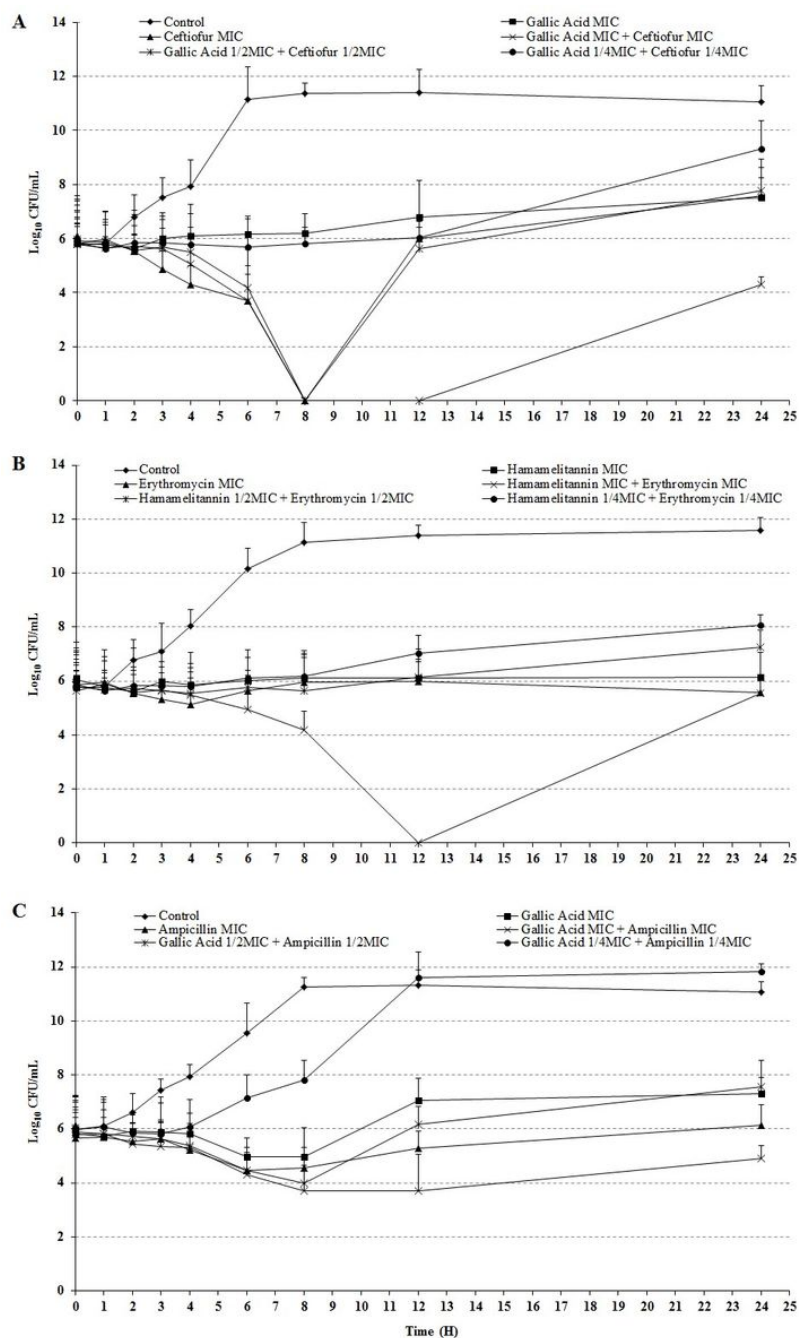 A
Control
Gallic Acid MIC
Ceftiofur MIC
Gallic Acid MIC + Ceftiofur MIC
Gallic Acid 1/2MIC + Ceftiofur 1/2MIC
Gallic Acid 1/4MIC + Ceftiofur 1/4MIC
14
12
10
8
6
4
2
0
Log10 CFU/mL
0 1 2 3 4 5 6 7 8 9 10 11 12 13 14 15 16 17 18 19 20 21 22 23 24 25
B
Control
Hamamelitannin MIC
Erythromycin MIC
Hamamelitannin MIC + Erythromycin MIC
Hamamelitannin 1/2MIC + Erythromycin 1/2MIC
Hamamelitannin 1/4MIC + Erythromycin 1/4MIC
14
12
10
8
6
4
2
0
Log10 CFU/mL
0 1 2 3 4 5 6 7 8 9 10 11 12 13 14 15 16 17 18 19 20 21 22 23 24 25
C
Control
Gallic Acid MIC
Ampicillin MIC
Gallic Acid MIC + Ampicillin MIC
Gallic Acid 1/2MIC + Ampicillin 1/2MIC
Gallic Acid 1/4MIC + Ampicillin 1/4MIC
14
12
10
8
6
4
2
0
Log10 CFU/mL
0 1 2 3 4 5 6 7 8 9 10 11 12 13 14 15 16 17 18 19 20 21 22 23 24 25
Time (H)